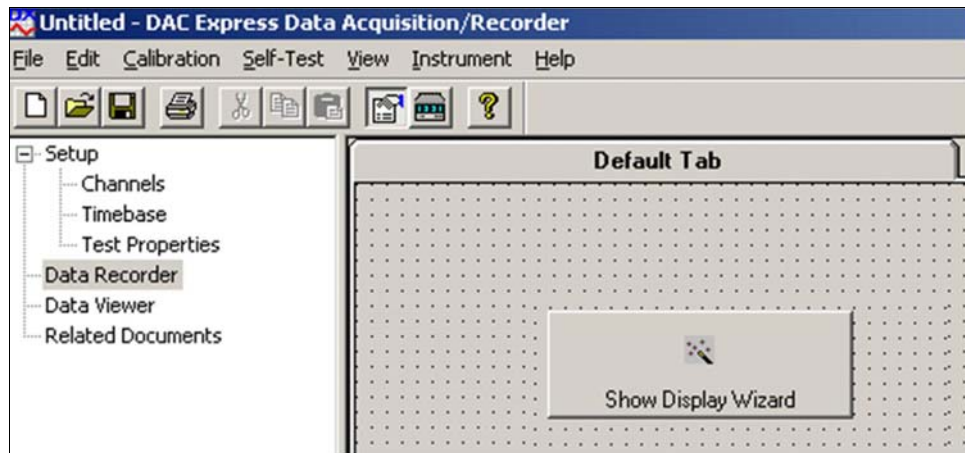 Untitled - DAC Express Data Acquisition/Recorder
File Edit Calibration Self-Test View Instrument Help
Setup
Channels
Timebase
Test Properties
Data Recorder
Data Viewer
Related Documents
Default Tab
Show Display Wizard